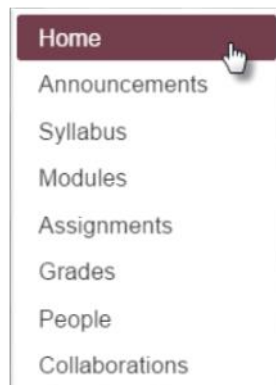 Home
Announcements
Syllabus
Modules
Assignments
Grades
People
Collaborations